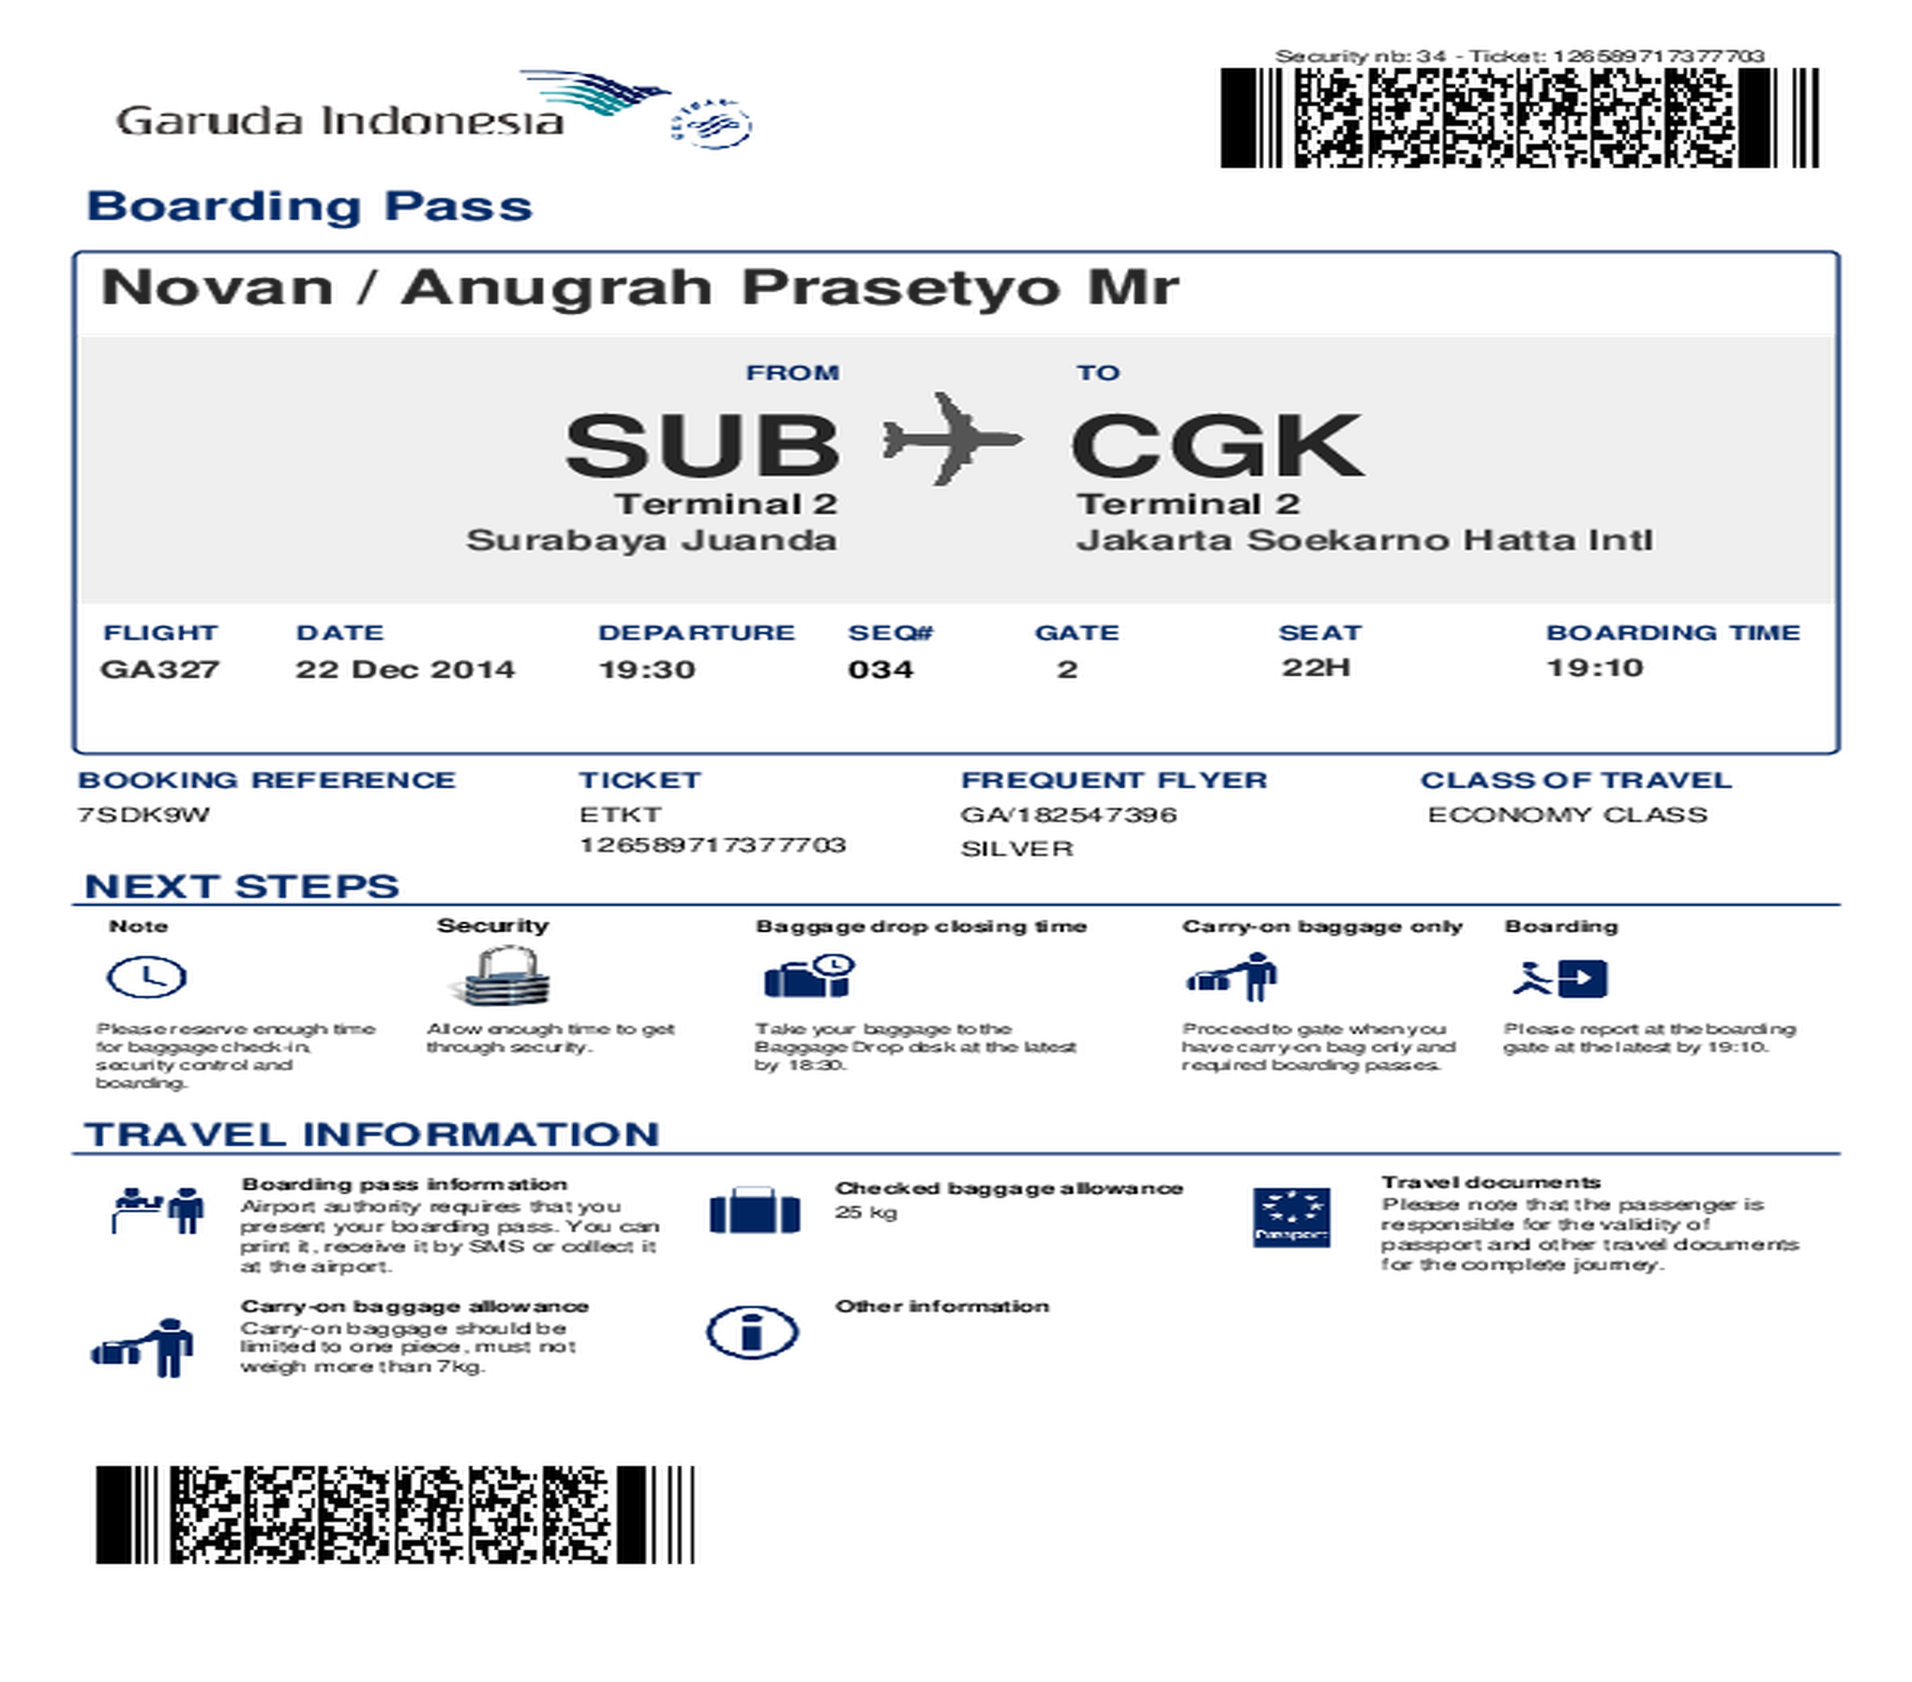 Security nb: 34 - Ticket: 126589717377703
Garuda Indonesia
Boarding Pass
Novan / Anugrah Prasetyo Mr
FROM TO
SUB CGK
Terminal 2 Terminal 2
Surabaya Juanda Jakarta Soekarno Hatta Intl
FLIGHT DATE DEPARTURE SEQ# GATE SEAT BOARDING TIME
GA327 22 Dec 2014 19:30 034 2 22H 19:10
BOOKING REFERENCE TICKET FREQUENT FLYER CLASS OF TRAVEL
7SDK9W ETKT GA/182547396 ECONOMY CLASS
126589717377703 SILVER
NEXT STEPS
Note
Please reserve enough time
for baggage check-in,
security control and
boarding.
Security
Allow enough time to get
through security.
Baggage drop closing time
Take your baggage to the
Baggage Drop desk at the latest
by 18:30.
Carry-on baggage only
Proceed to gate when you
have carry-on bag only and
required boarding passes.
Boarding
Please report at the boarding
gate at the latest by 19:10.
TRAVEL INFORMATION
Boarding pass information
Airport authority requires that you
present your boarding pass. You can
print it, receive it by SMS or collect it
at the airport.
Checked baggage allowance
25 kg
Passport
Travel documents
Please note that the passenger is
responsible for the validity of
passport and other travel documents
for the complete journey.
Carry-on baggage allowance
Carry-on baggage should be
limited to one piece, must not
weigh more than 7kg.
Other information